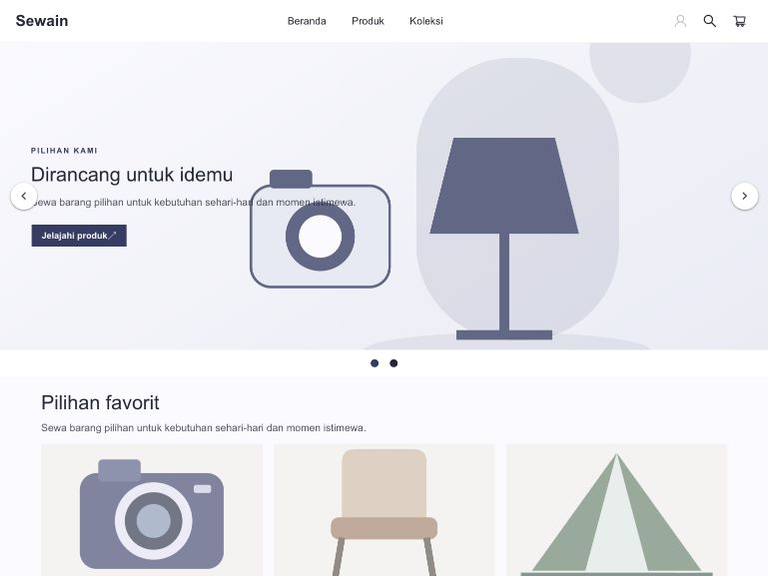 Sewain
Beranda Produk Koleksi
PILIHAN KAMI
Dirancang untuk idemu
Sewa barang pilihan untuk kebutuhan sehari-hari dan momen istimewa.
Jelajahi produk
Pilihan favorit
Sewa barang pilihan untuk kebutuhan sehari-hari dan momen istimewa.